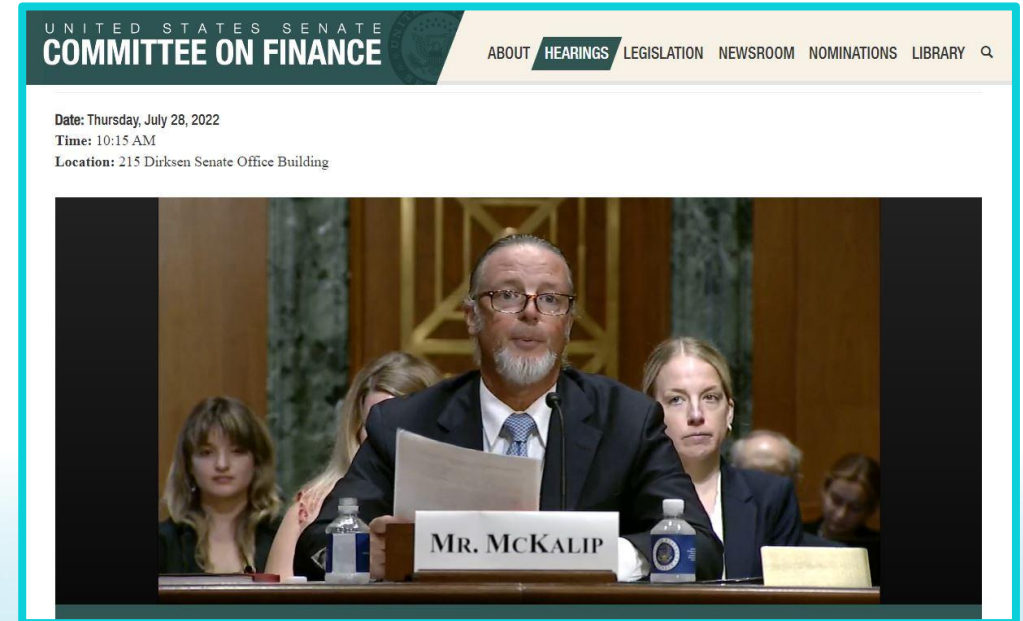 UNITED STATES SENATE
COMMITTEE ON FINANCE
ABOUT HEARINGS LEGISLATION NEWSROOM NOMINATIONS LIBRARY
Date: Thursday, July 28, 2022
Time: 10:15 AM
Location: 215 Dirksen Senate Office Building
MR. MCKALIP